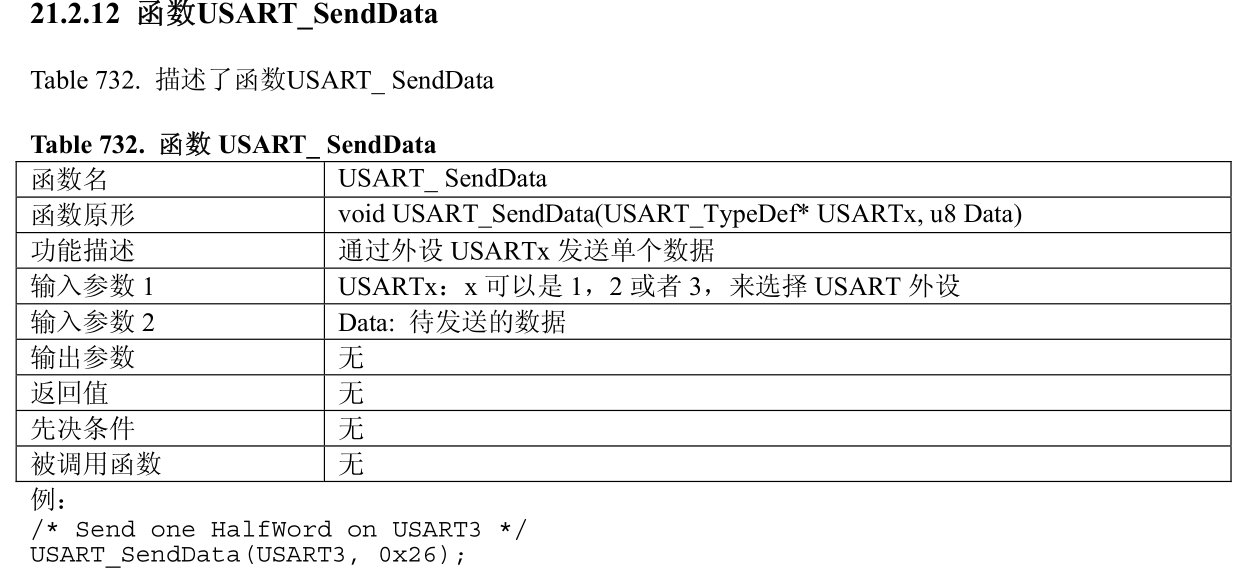 21.2.12 函数USART_SendData
Table 732. 描述了函数USART_ SendData
Table 732. 函数 USART_ SendData
函数名 USART_ SendData
函数原形 void USART_SendData(USART_TypeDef* USARTx, u8 Data)
功能描述 通过外设 USARTx 发送单个数据
输入参数 1 USARTx：x 可以是 1，2 或者 3，来选择 USART 外设
输入参数 2 Data: 待发送的数据
输出参数 无
返回值 无
先决条件 无
被调用函数 无
例：
/* Send one HalfWord on USART3 */
USART_SendData(USART3, 0x26);